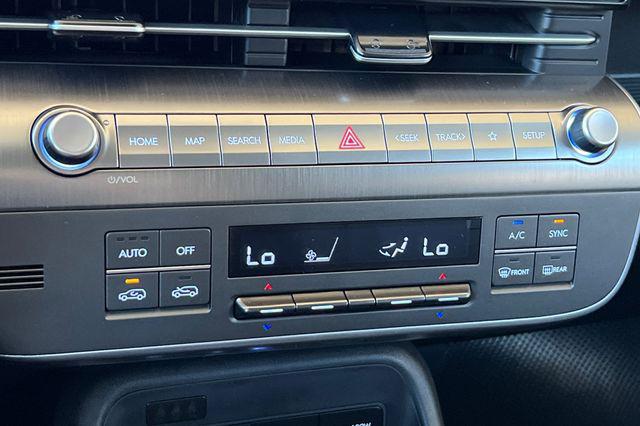 HOME MAP SEARCH MEDIA <SEEK TRACK> ☆ SETUP
/VOL
AUTO OFF
Lo Lo
A/C SYNC
FRONT REAR